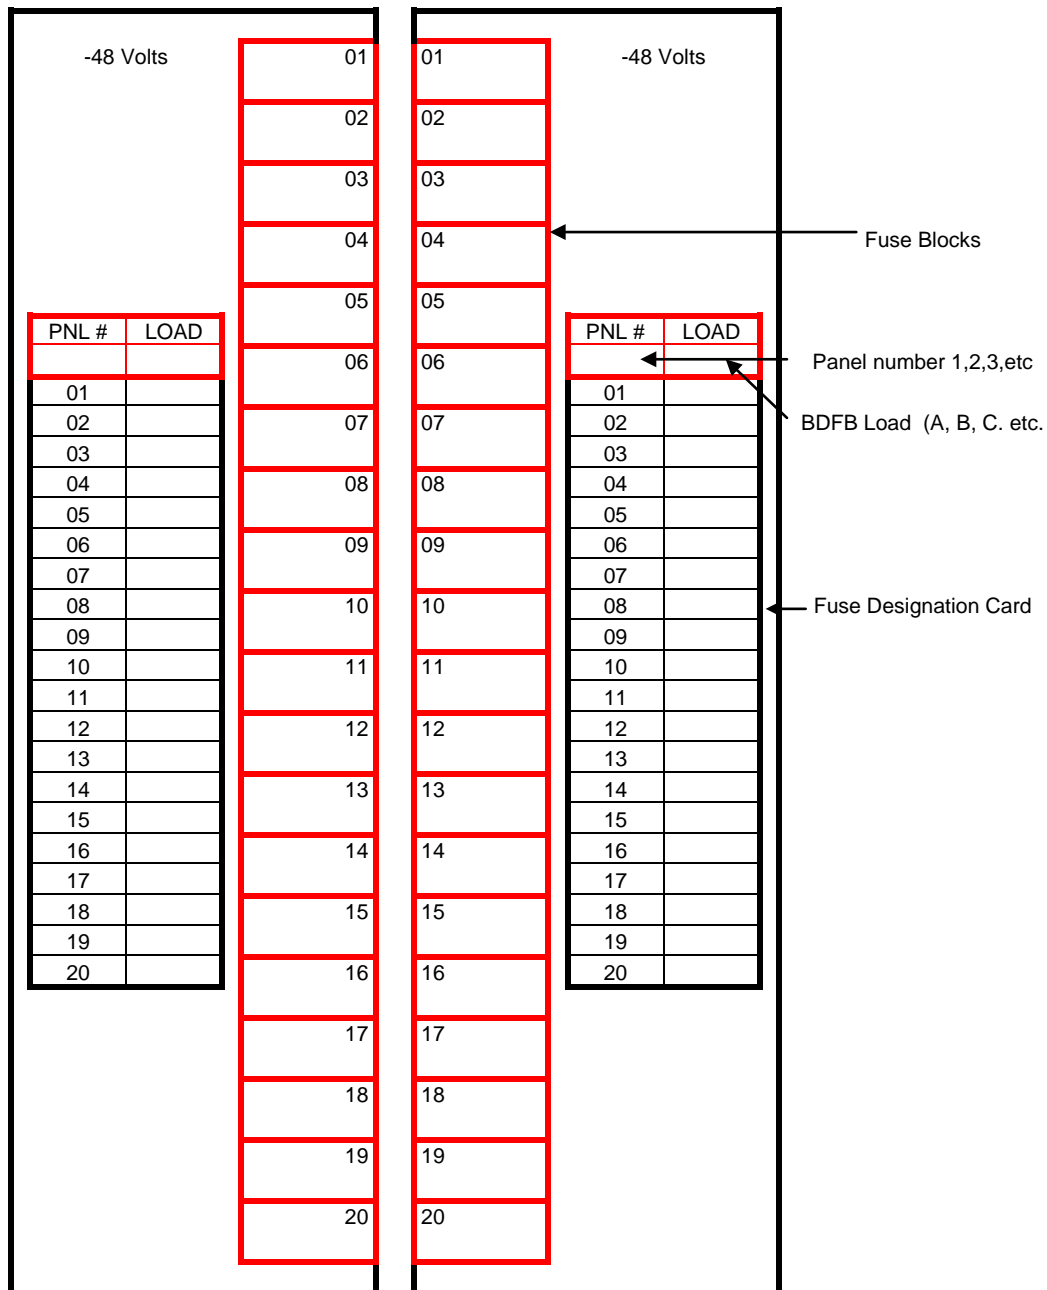 -48 Volts 01 01 -48 Volts
02 02
03 03
04 04 Fuse Blocks
05 05
PNL # LOAD PNL # LOAD
06 06 Panel number 1,2,3,etc
01 01
02 07 07 02 BDFB Load (A, B, C. etc.
03 03
04 08 08 04
05 05
06 09 09 06
07 07
08 10 10 08 Fuse Designation Card
09 09
10 11 11 10
11 11
12 12 12 12
13 13
14 13 13 14
15 15
16 14 14 16
17 17
18 15 15 18
19 19
20 16 16 20
17 17
18 18
19 19
20 20